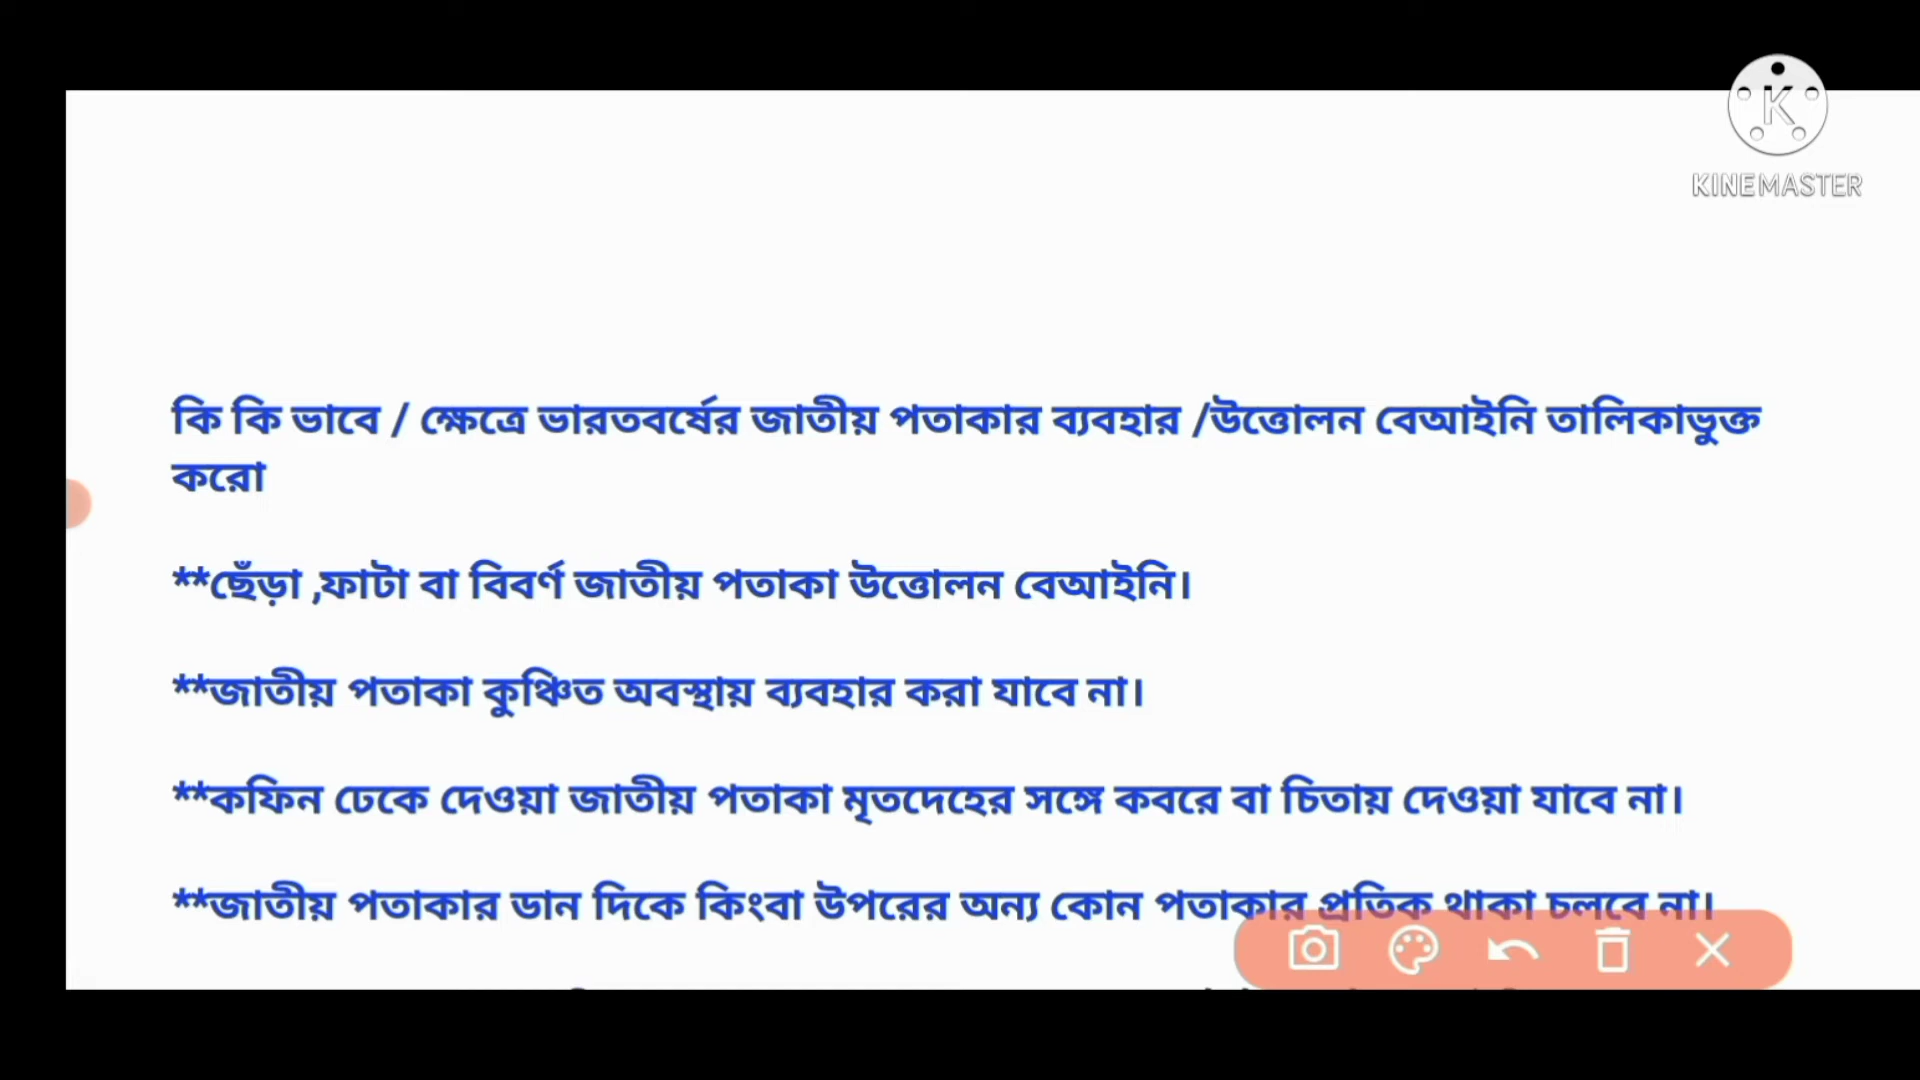 KINEMASTER
কি কি ভাবে / ক্ষেত্রে ভারতবর্ষের জাতীয় পতাকার ব্যবহার /উত্তোলন বেআইনি তালিকাভুক্ত
করো
**ছেঁড়া ,ফাটা বা বিবর্ণ জাতীয় পতাকা উত্তোলন বেআইনি।
**জাতীয় পতাকা কুঞ্চিত অবস্থায় ব্যবহার করা যাবে না।
**কফিন ঢেকে দেওয়া জাতীয় পতাকা মৃতদেহের সঙ্গে কবরে বা চিতায় দেওয়া যাবে না।
**জাতীয় পতাকার ডান দিকে কিংবা উপরের অন্য কোন পতাকার প্রতিক থাকা চলবে না।